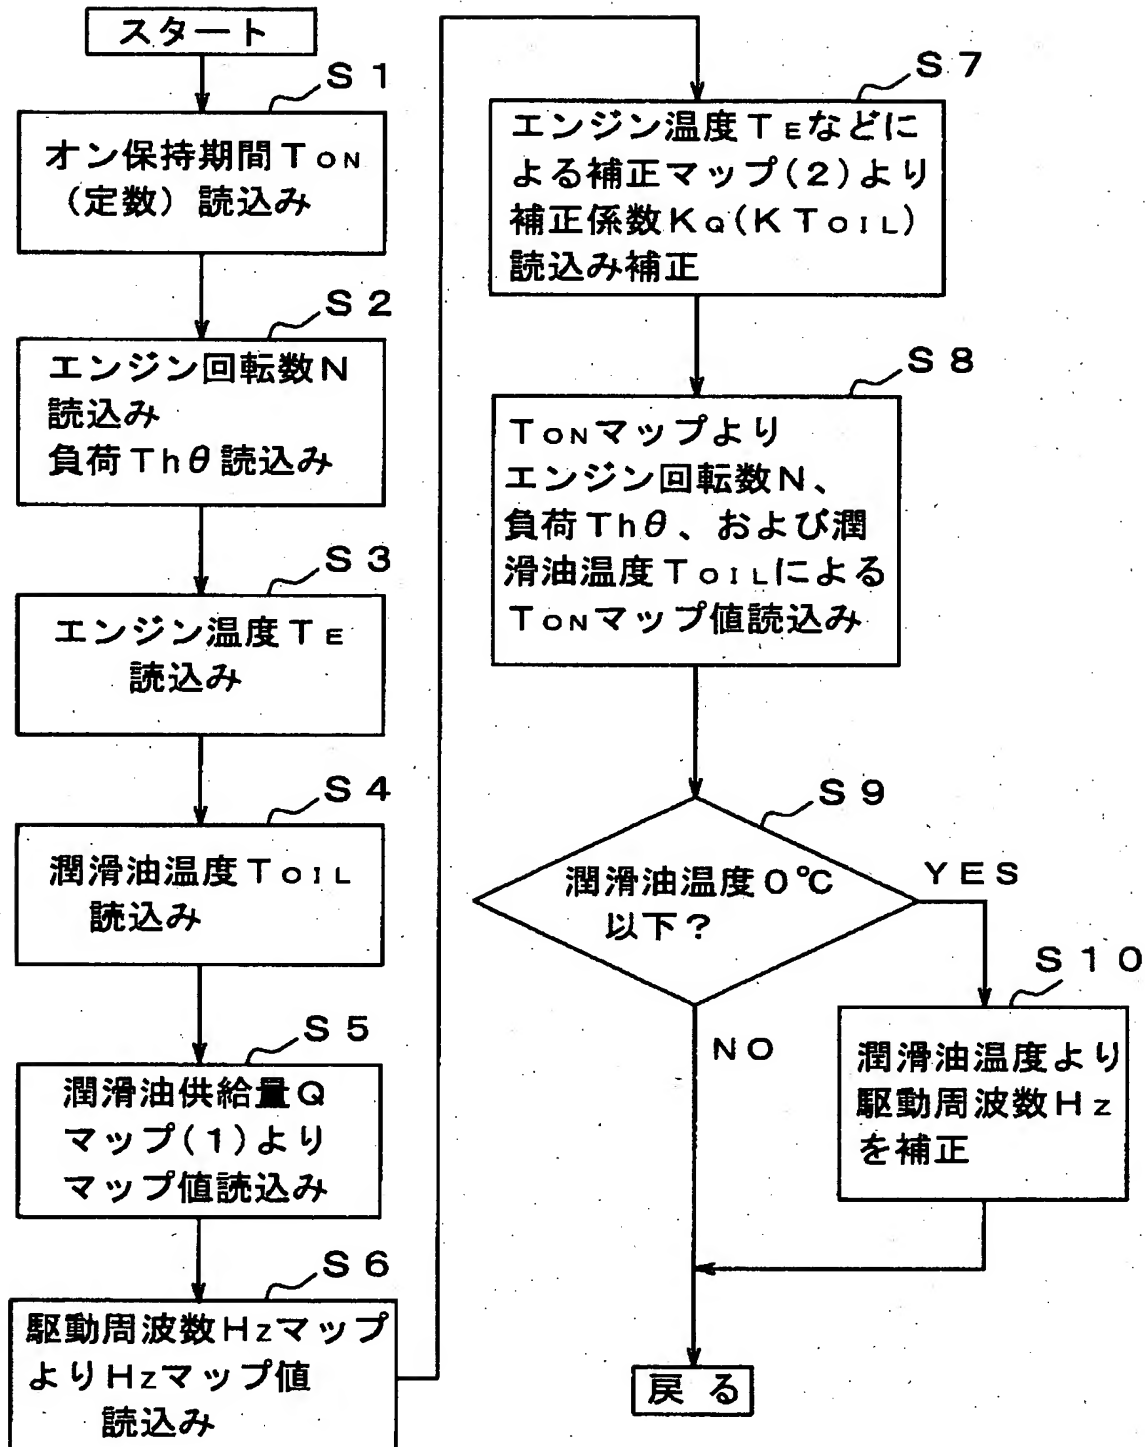 スタート
S1
オン保持期間TON
（定数）読込み
S2
エンジン回転数N
読込み
負荷Thθ読込み
S3
エンジン温度TE
読込み
S4
潤滑油温度TOIL
読込み
S5
潤滑油供給量Q
マップ(1)より
マップ値読込み
S6
駆動周波数Hzマップ
よりHzマップ値
読込み
S7
エンジン温度TEなどに
よる補正マップ(2)より
補正係数KQ(KTOIL)
読込み補正
S8
TONマップより
エンジン回転数N、
負荷Thθ、および潤
滑油温度TOILによる
TONマップ値読込み
S9
潤滑油温度0℃
以下？
YES
NO
S10
潤滑油温度より
駆動周波数Hz
を補正
戻る